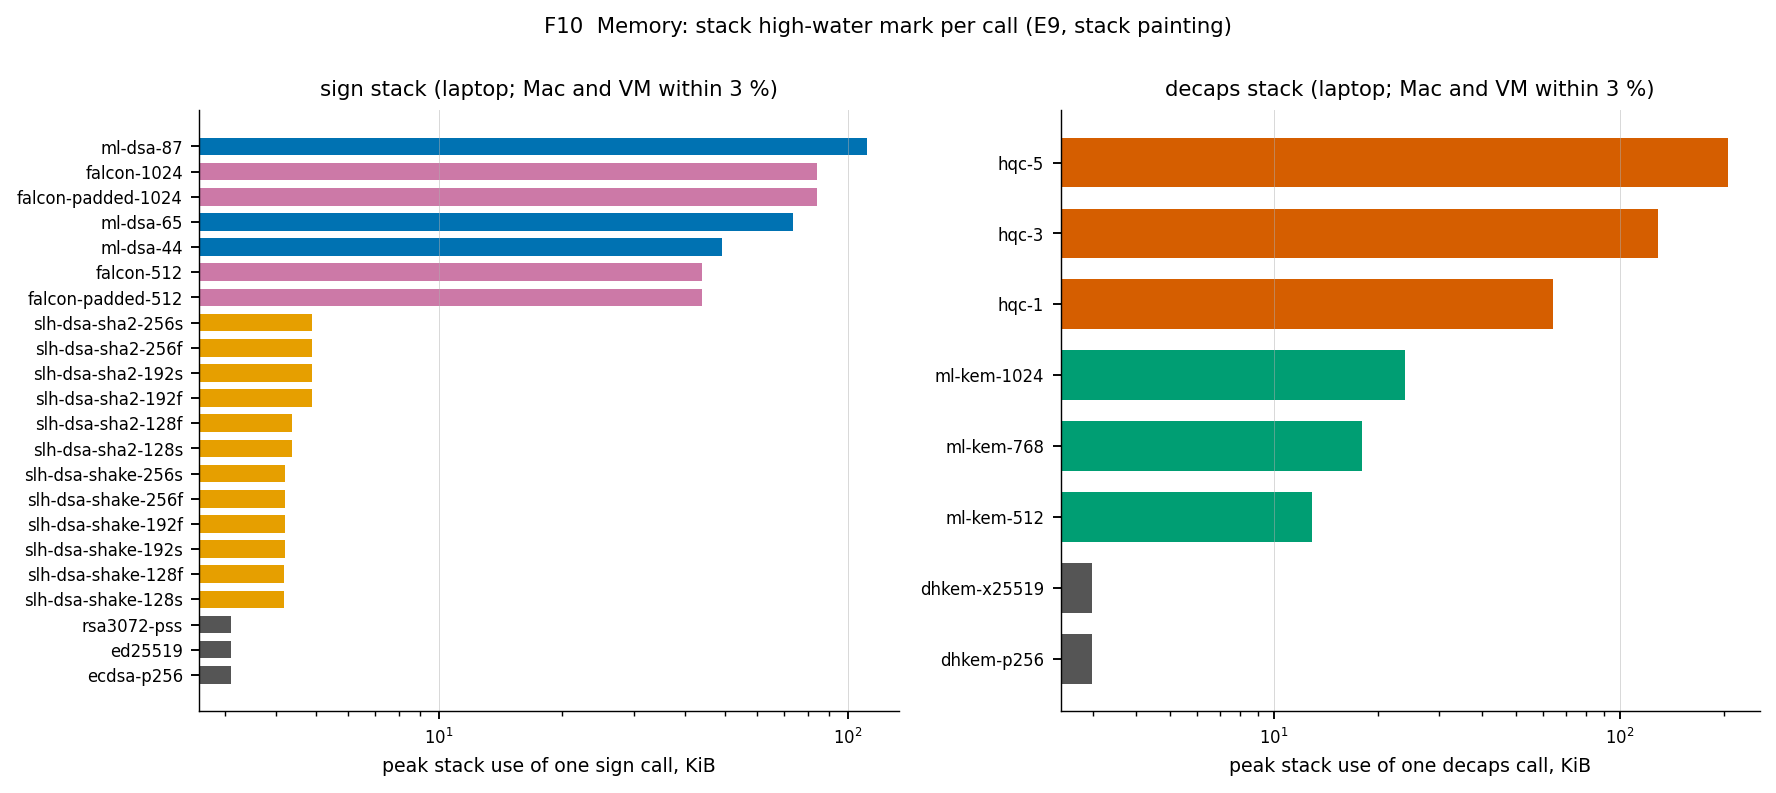 F10  Memory: stack high-water mark per call (E9, stack painting)
sign stack (laptop; Mac and VM within 3 %)
ml-dsa-87
falcon-1024
falcon-padded-1024
ml-dsa-65
ml-dsa-44
falcon-512
falcon-padded-512
slh-dsa-sha2-256s
slh-dsa-sha2-256f
slh-dsa-sha2-192s
slh-dsa-sha2-192f
slh-dsa-sha2-128f
slh-dsa-sha2-128s
slh-dsa-shake-256s
slh-dsa-shake-256f
slh-dsa-shake-192f
slh-dsa-shake-192s
slh-dsa-shake-128f
slh-dsa-shake-128s
rsa3072-pss
ed25519
ecdsa-p256
10¹ 10²
peak stack use of one sign call, KiB
decaps stack (laptop; Mac and VM within 3 %)
hqc-5
hqc-3
hqc-1
ml-kem-1024
ml-kem-768
ml-kem-512
dhkem-x25519
dhkem-p256
10¹ 10²
peak stack use of one decaps call, KiB